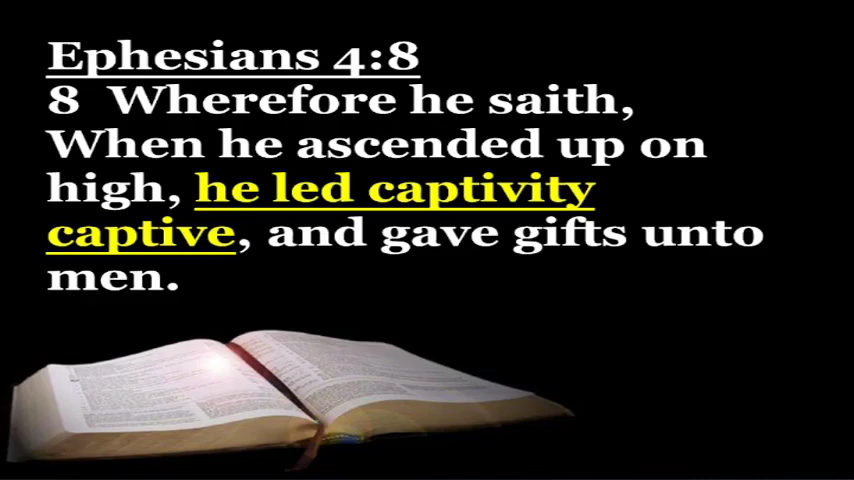 Ephesians 4:8
8 Wherefore he saith,
When he ascended up on
high, he led captivity
captive, and gave gifts unto
men.